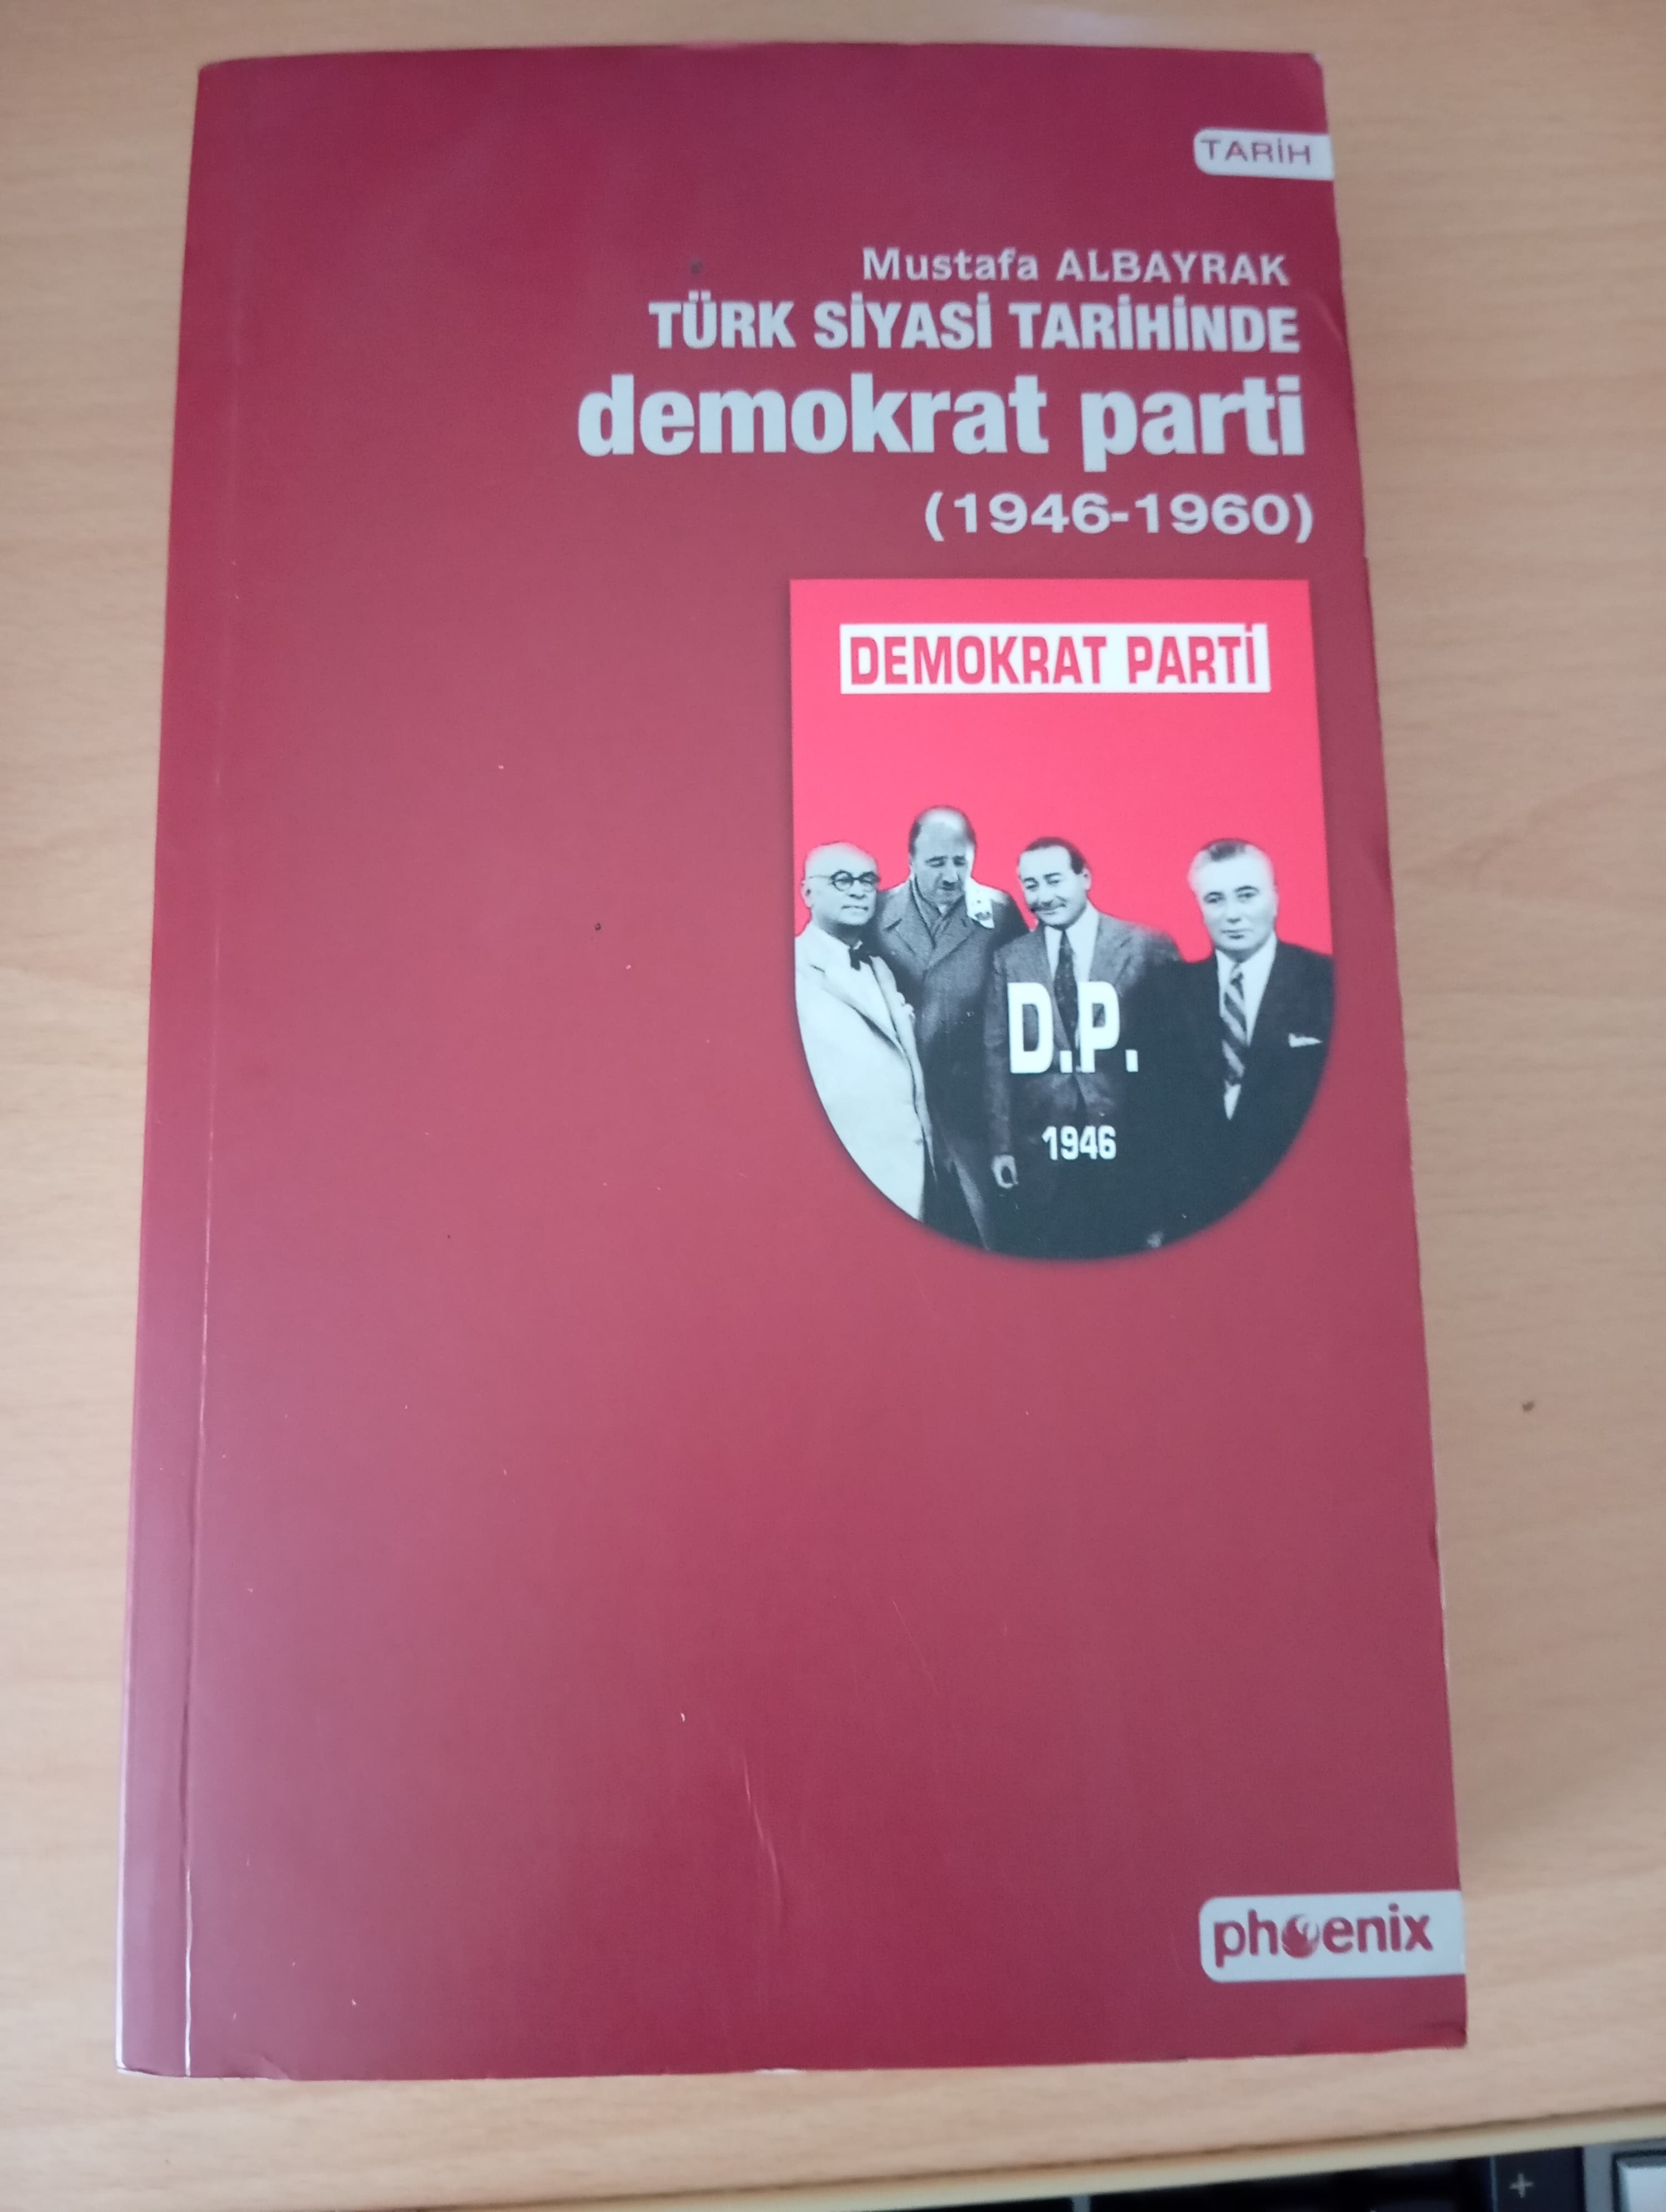 TARİH
Mustafa ALBAYRAK
TÜRK SİYASİ TARİHİNDE
demokrat parti
(1946-1960)
DEMOKRAT PARTİ
D.P.
1946
phoenix
+